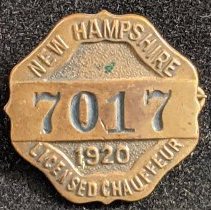 NEW HAMPSHIRE
7017
1920
LICENSED CHAUFFEUR